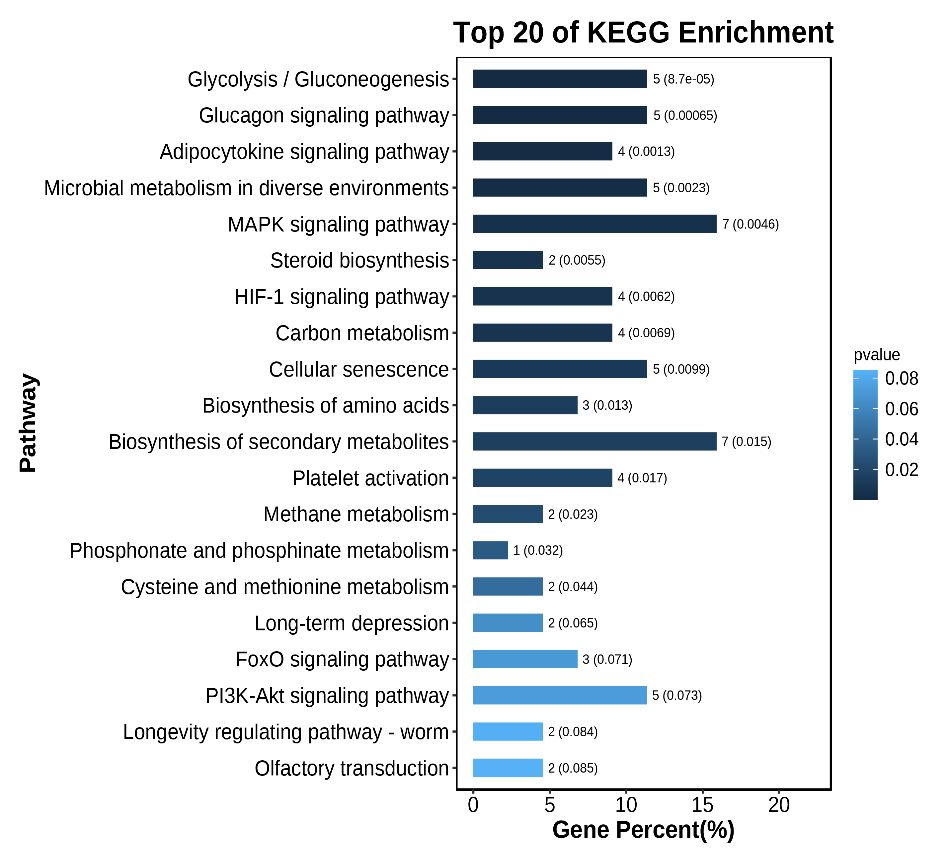 Top 20 of KEGG Enrichment
Glycolysis / Gluconeogenesis 5 (8.7e-05)
Glucagon signaling pathway 5 (0.00065)
Adipocytokine signaling pathway 4 (0.0013)
Microbial metabolism in diverse environments 5 (0.0023)
MAPK signaling pathway 7 (0.0046)
Steroid biosynthesis 2 (0.0055)
HIF-1 signaling pathway 4 (0.0062)
Carbon metabolism 4 (0.0069)
Cellular senescence 5 (0.0099)
Biosynthesis of amino acids 3 (0.013)
Biosynthesis of secondary metabolites 7 (0.015)
Platelet activation 4 (0.017)
Methane metabolism 2 (0.023)
Phosphonate and phosphinate metabolism 1 (0.032)
Cysteine and methionine metabolism 2 (0.044)
Long-term depression 2 (0.065)
FoxO signaling pathway 3 (0.071)
PI3K-Akt signaling pathway 5 (0.073)
Longevity regulating pathway - worm 2 (0.084)
Olfactory transduction 2 (0.085)
0 5 10 15 20
Gene Percent(%)
Pathway
pvalue
0.08
0.06
0.04
0.02